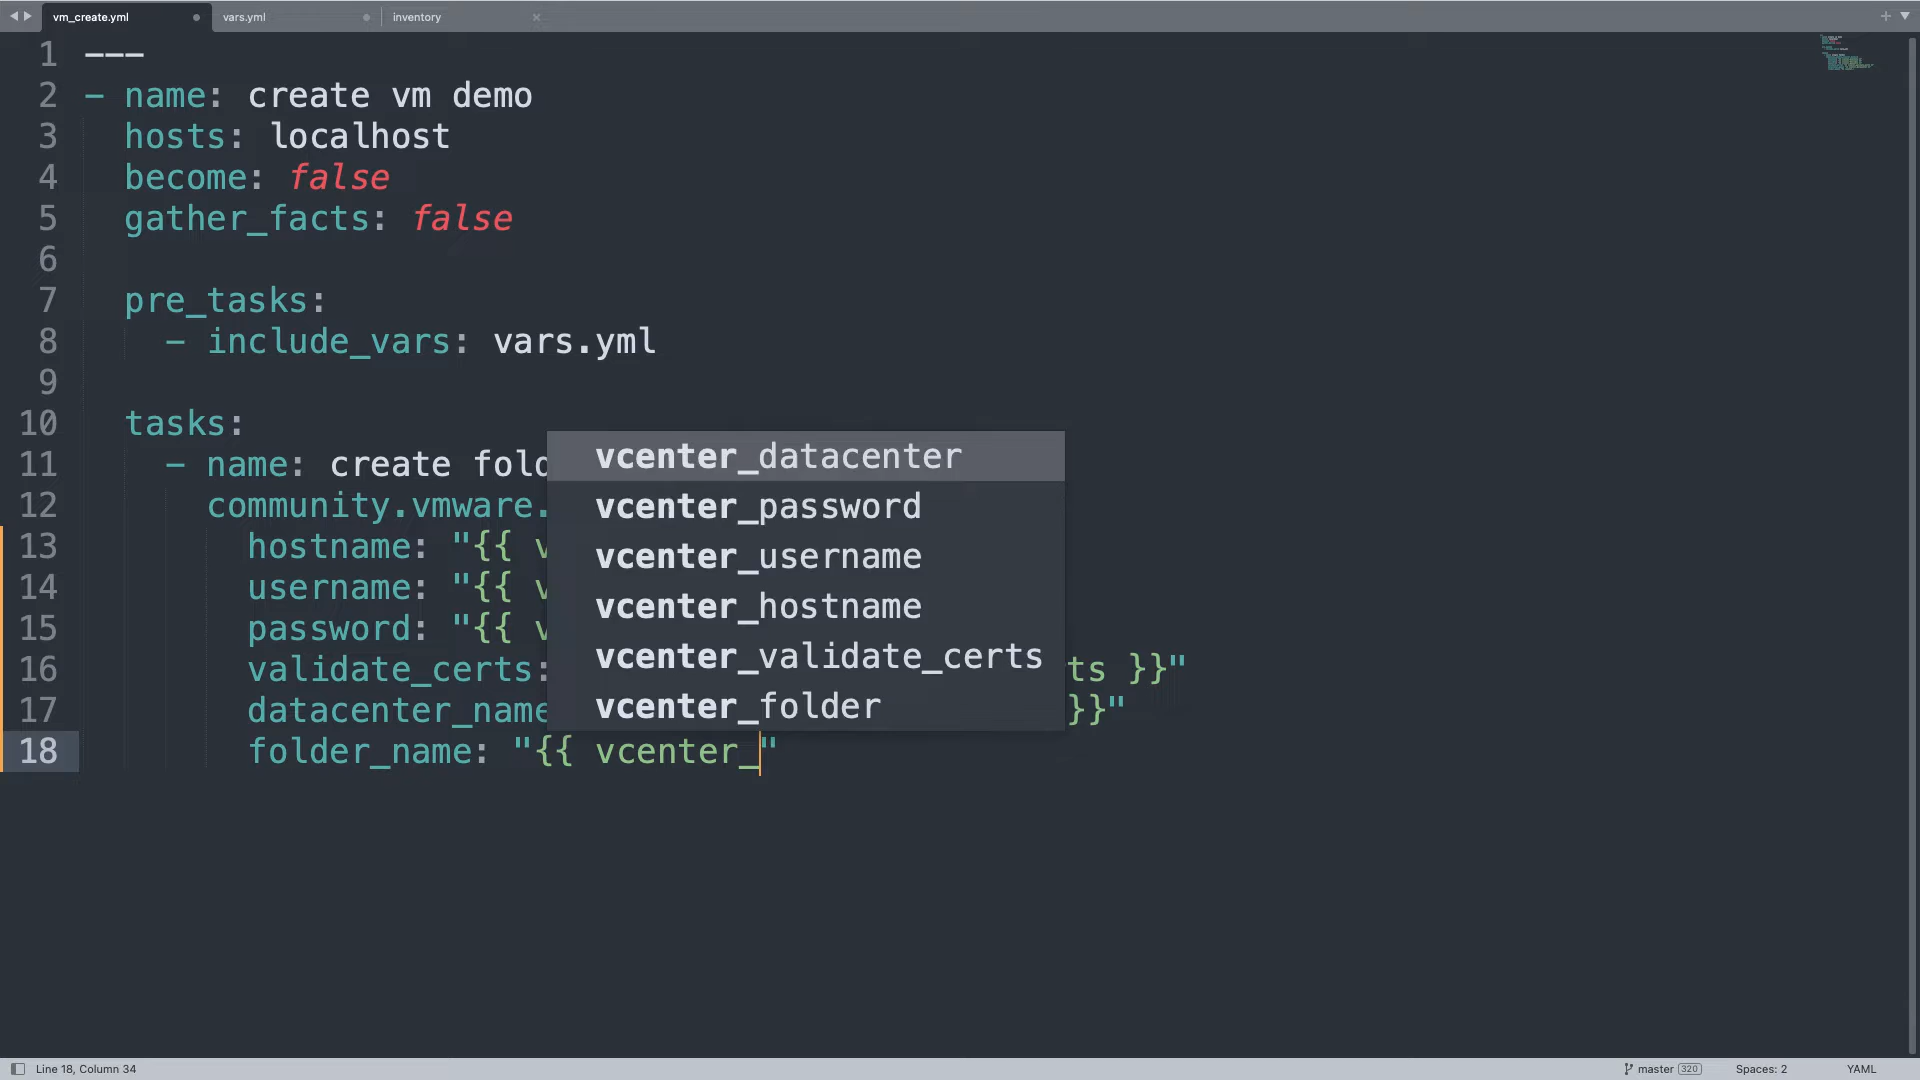 vm_create.yml vars.yml inventory
1 ---
2 - name: create vm demo
3 hosts: localhost
4 become: false
5 gather_facts: false
6
7 pre_tasks:
8 - include_vars: vars.yml
9
10 tasks:
11 - name: create fold
12 community.vmware.
13 hostname: "{{ v
14 username: "{{ v
15 password: "{{ v
16 validate_certs: ts }}"
17 datacenter_name }}"
18 folder_name: "{{ vcenter_"
vcenter_datacenter
vcenter_password
vcenter_username
vcenter_hostname
vcenter_validate_certs
vcenter_folder
Line 18, Column 34 master 320 Spaces: 2 YAML